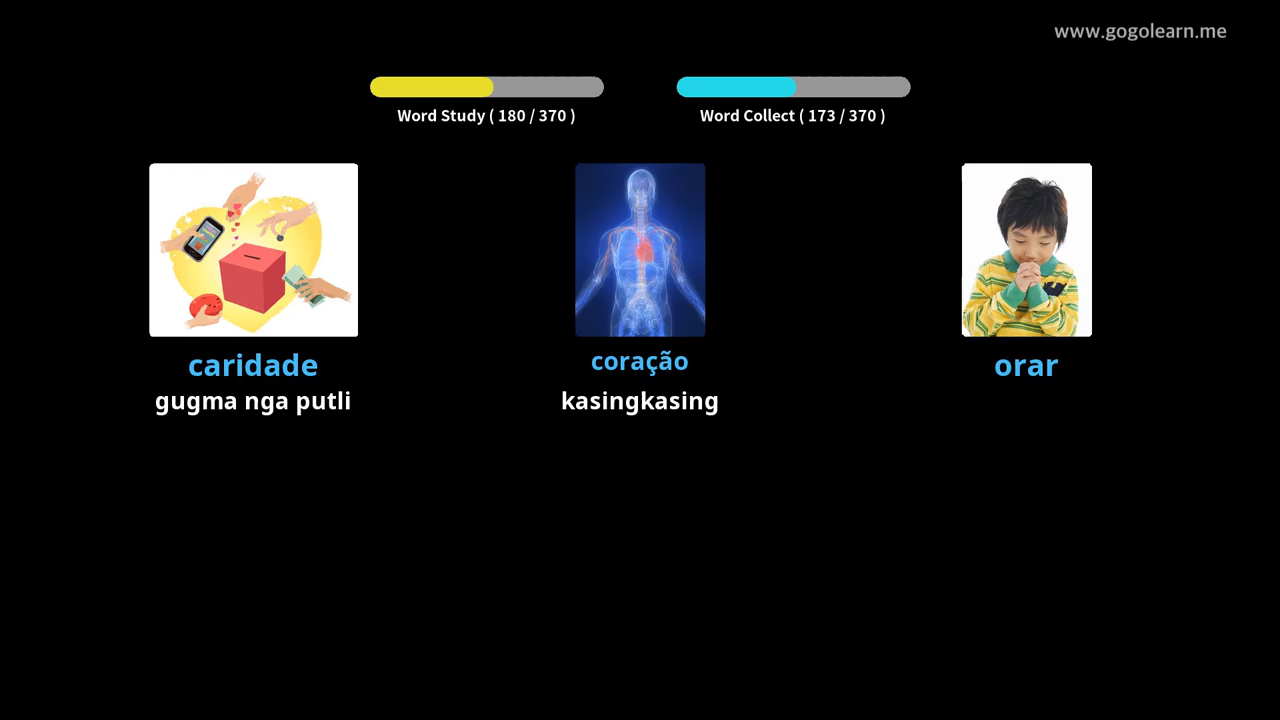 www.gogolearn.me
Word Study ( 180 / 370 )
Word Collect ( 173 / 370 )
caridade
gugma nga putli
coração
kasingkasing
orar